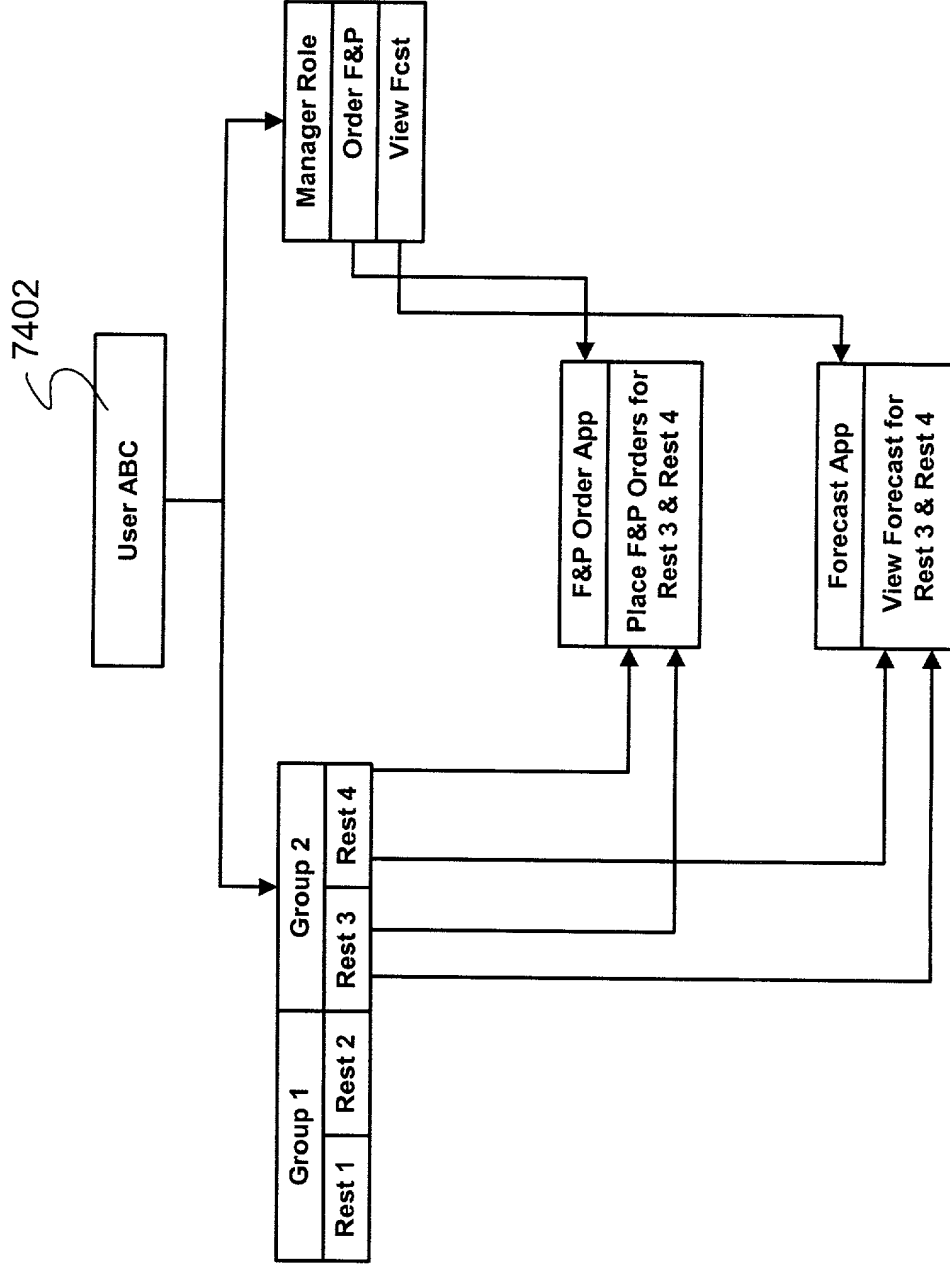 7402
User ABC
Group 1
Group 2
Rest 1
Rest 2
Rest 3
Rest 4
Manager Role
Order F&P
View Fcst
F&P Order App
Place F&P Orders for
Rest 3 & Rest 4
Forecast App
View Forecast for
Rest 3 & Rest 4